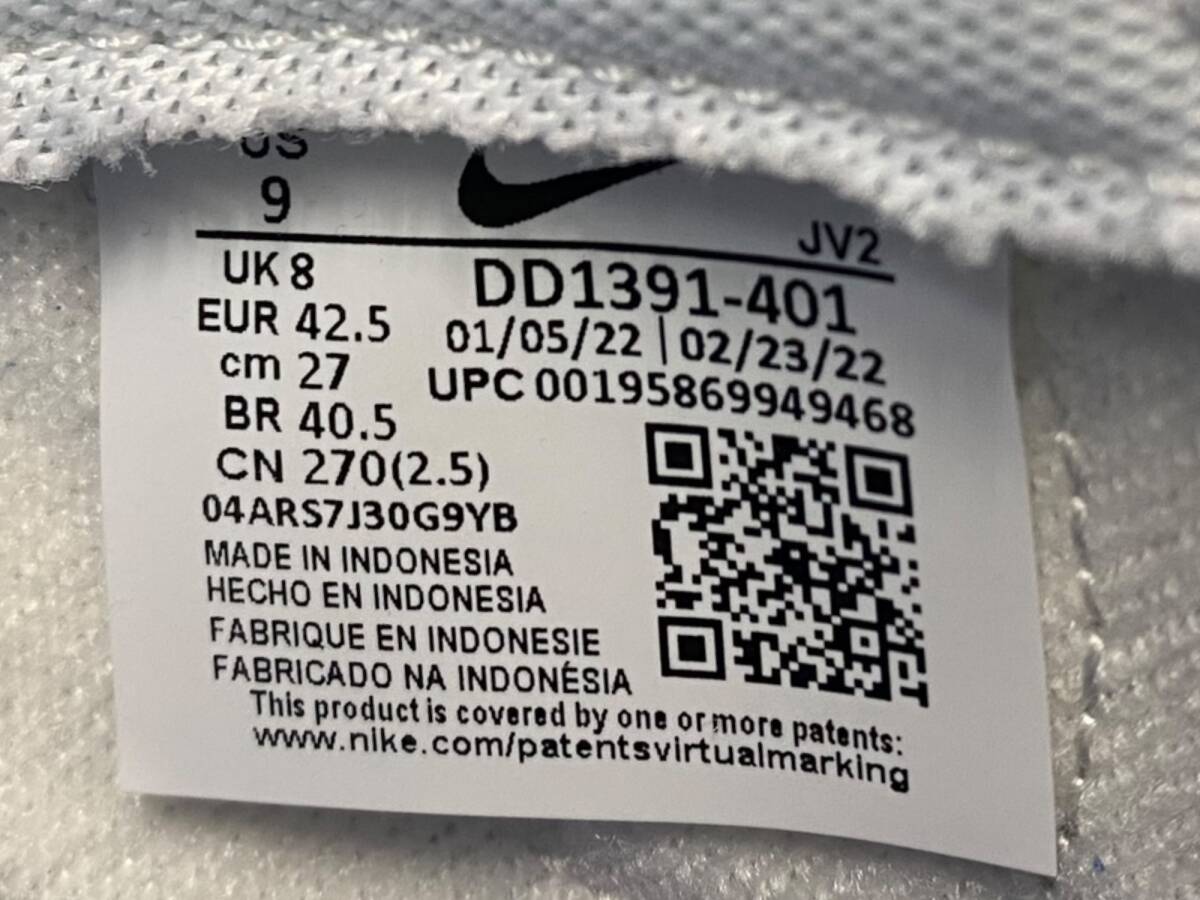 US
9
JV2
UK 8
DD1391-401
EUR 42.5
01/05/22 | 02/23/22
cm 27
UPC 00195869949468
BR 40.5
CN 270(2.5)
04ARS7J30G9YB
MADE IN INDONESIA
HECHO EN INDONESIA
FABRIQUE EN INDONESIE
FABRICADO NA INDONÉSIA
This product is covered by one or more patents:
www.nike.com/patentsvirtualmarking